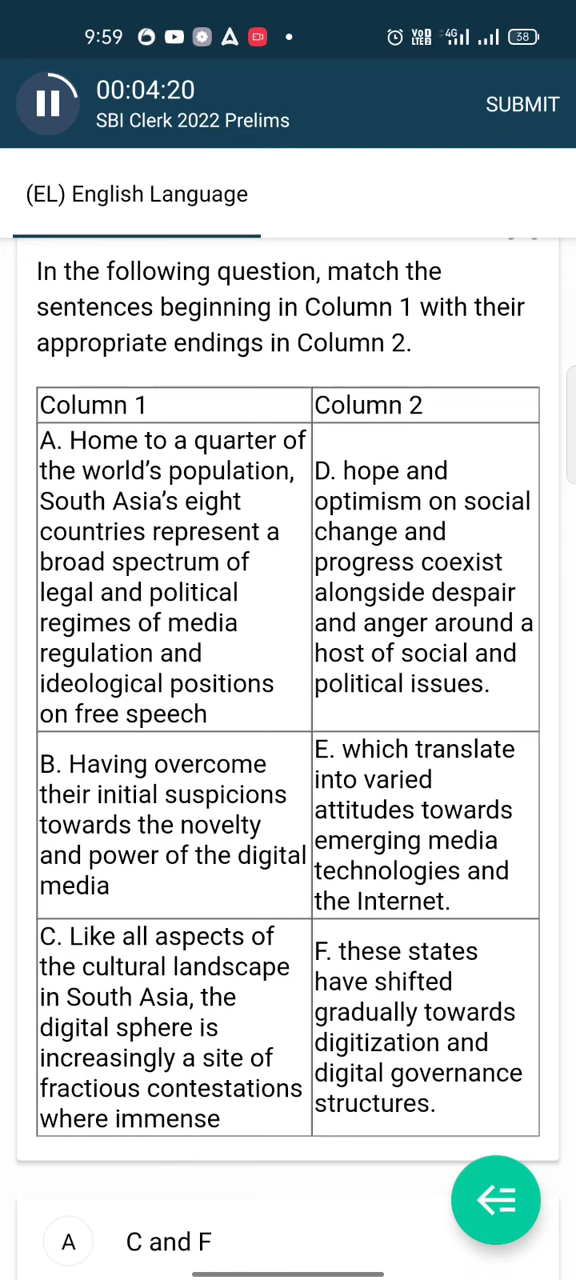 9:59
VoD LTE2 4G 38
00:04:20
SBI Clerk 2022 Prelims
SUBMIT
(EL) English Language
In the following question, match the
sentences beginning in Column 1 with their
appropriate endings in Column 2.
Column 1
Column 2
A. Home to a quarter of
the world's population,
South Asia's eight
countries represent a
broad spectrum of
legal and political
regimes of media
regulation and
ideological positions
on free speech
D. hope and
optimism on social
change and
progress coexist
alongside despair
and anger around a
host of social and
political issues.
B. Having overcome
their initial suspicions
towards the novelty
and power of the digital
media
E. which translate
into varied
attitudes towards
emerging media
technologies and
the Internet.
C. Like all aspects of
the cultural landscape
in South Asia, the
digital sphere is
increasingly a site of
fractious contestations
where immense
F. these states
have shifted
gradually towards
digitization and
digital governance
structures.
A C and F